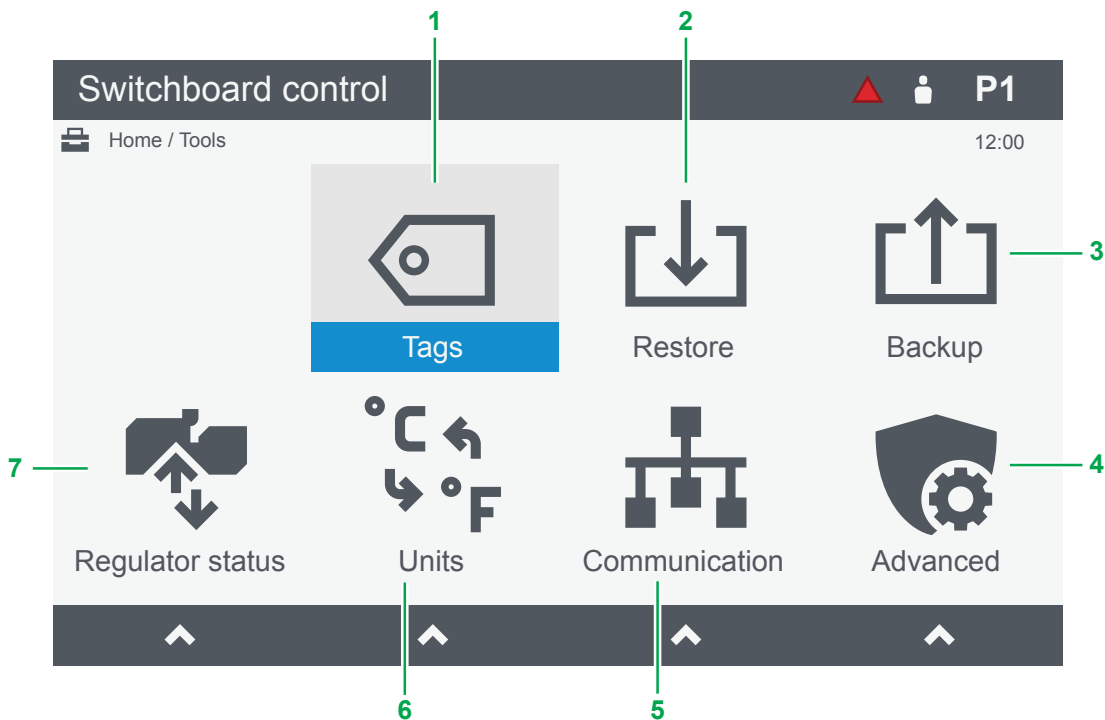 1 2
Switchboard control P1
Home / Tools 12:00
3
Tags Restore Backup
°C
°F
7 4
Regulator status Units Communication Advanced
6 5